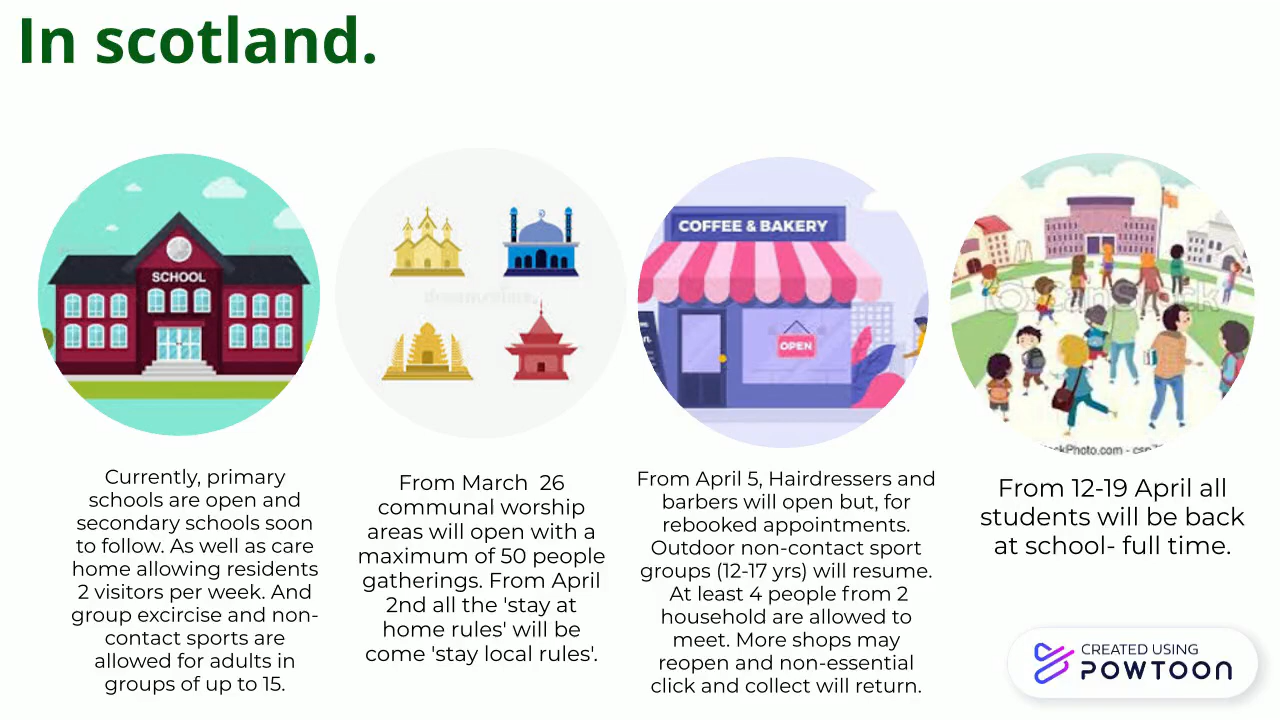 In scotland.
SCHOOL
COFFEE & BAKERY
OPEN
Currently, primary
schools are open and
secondary schools soon
to follow. As well as care
home allowing residents
2 visitors per week. And
group excircise and non-
contact sports are
allowed for adults in
groups of up to 15.
From March 26
communal worship
areas will open with a
maximum of 50 people
gatherings. From April
2nd all the 'stay at
home rules' will be
come 'stay local rules'.
From April 5, Hairdressers and
barbers will open but, for
rebooked appointments.
Outdoor non-contact sport
groups (12-17 yrs) will resume.
At least 4 people from 2
household are allowed to
meet. More shops may
reopen and non-essential
click and collect will return.
From 12-19 April all
students will be back
at school- full time.
CREATED USING
POWTOON